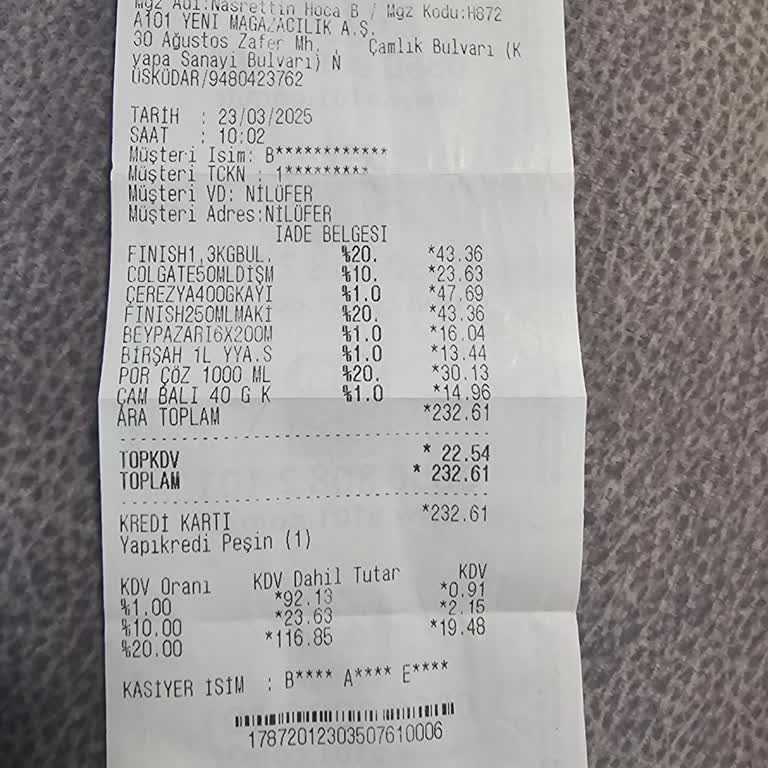 Mgz Adı:Nasrettin Hoca B / Mgz Kodu:H872
A101 YENİ MAĞAZACILIK A.Ş.
30 Ağustos Zafer Mh. , Çamlık Bulvarı (K
yapa Sanayi Bulvarı) N
ÜSKÜDAR/9480423762
TARİH : 23/03/2025
SAAT : 10:02
Müşteri İsim: B************
Müşteri TCKN : 1*********
Müşteri VD: NİLÜFER
Müşteri Adres:NİLÜFER
İADE BELGESİ
FINISH1,3KGBUL. %20. *43.36
COLGATE50MLDİŞM %10. *23.63
ÇEREZYA400GKAYI %1.0 *47.69
FINISH250MLMAKİ %20. *43.36
BEYPAZARI6X200M %1.0 *16.04
BİRŞAH 1L YYA.S %1.0 *13.44
POR ÇÖZ 1000 ML %20. *30.13
ÇAM BALI 40 G K %1.0 *14.96
ARA TOPLAM *232.61
TOPKDV * 22.54
TOPLAM * 232.61
KREDİ KARTI *232.61
Yapıkredi Peşin (1)
KDV Oranı KDV Dahil Tutar KDV
%1.00 *92.13 *0.91
%10.00 *23.63 *2.15
%20.00 *116.85 *19.48
KASİYER İSİM : B**** A**** E****
17872012303507610006